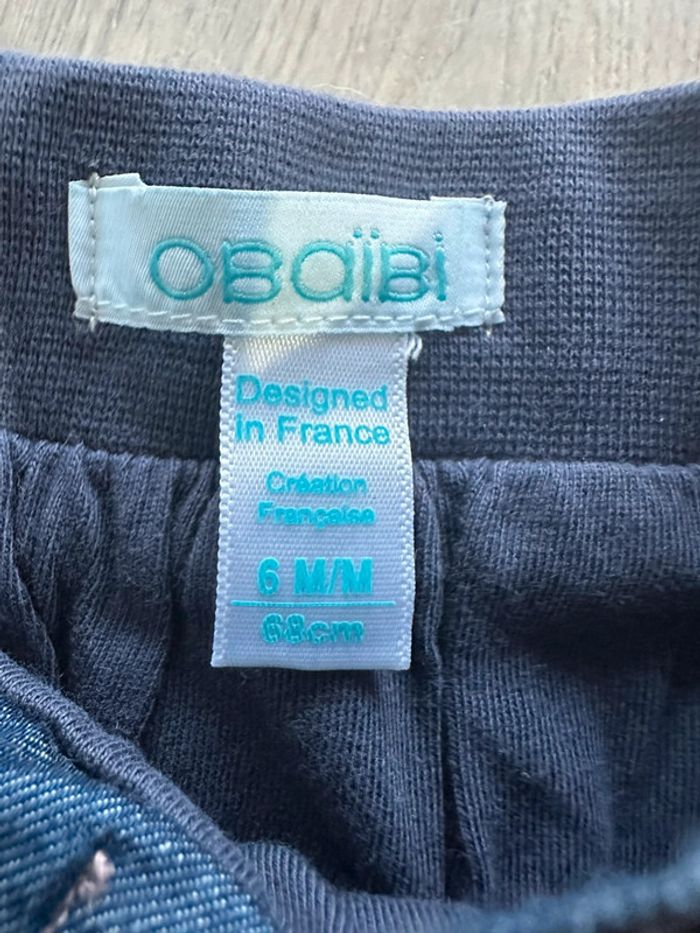 OBaïBi
Designed
in France
Création
Française
6 M/M
68cm